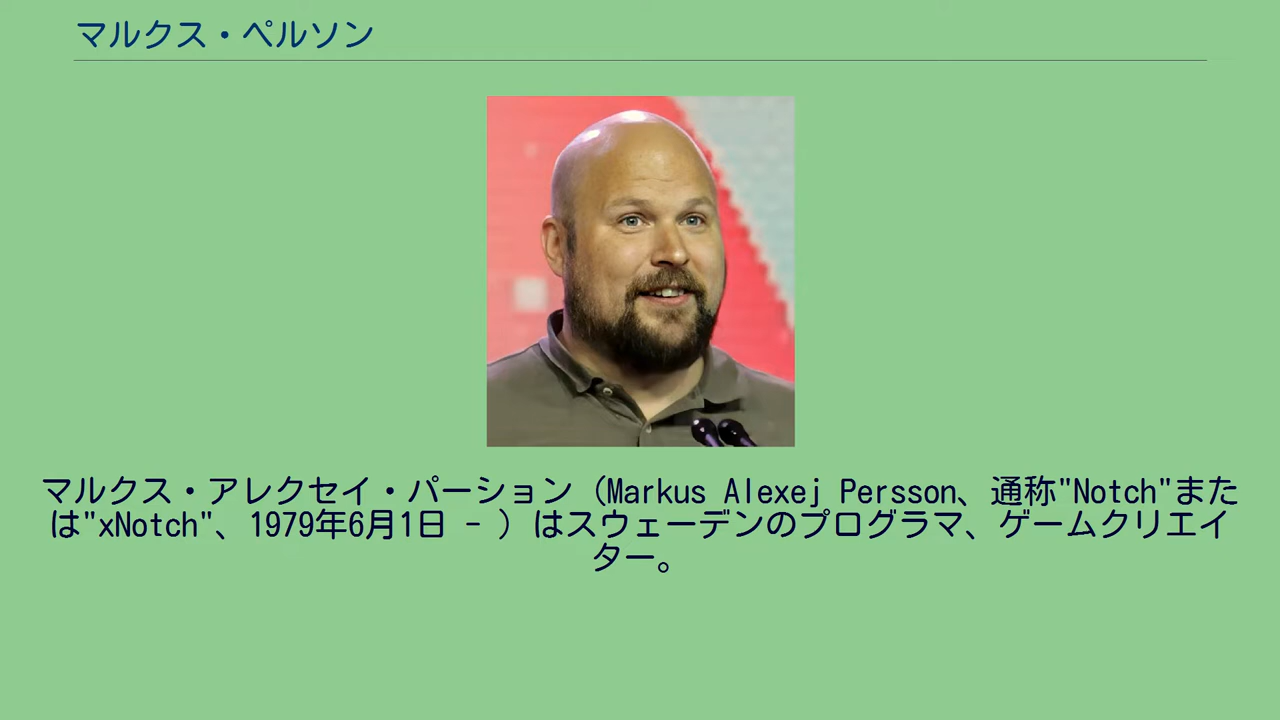 マルクス・ペルソン
マルクス・アレクセイ・パーション（Markus Alexej Persson、通称"Notch"また
は"xNotch"、1979年6月1日 - ）はスウェーデンのプログラマ、ゲームクリエイ
ター。